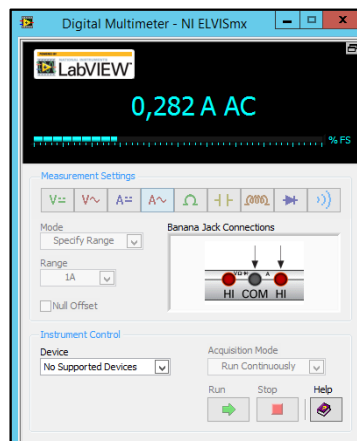 Digital Multimeter - NI ELVISmx
LabVIEW
0,282 A AC
% FS
Measurement Settings
V= V~ A= A~ Ω
Mode
Specify Range
Banana Jack Connections
Range
1A
VΩ A
HI COM HI
Null Offset
Instrument Control
Device
No Supported Devices
Acquisition Mode
Run Continuously
Run Stop Help